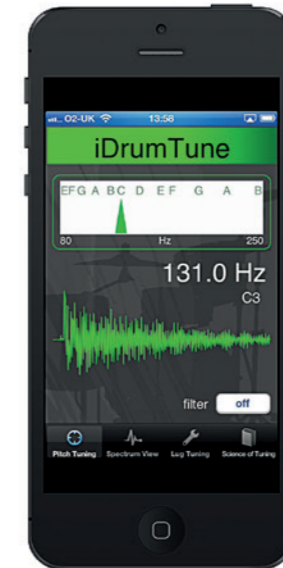 O2-UK 13:58
iDrumTune
E F G A B C D E F G A B
80 Hz 250
131.0 Hz
C3
filter off
Pitch Tuning Spectrum View Lug Tuning Science of Tuning